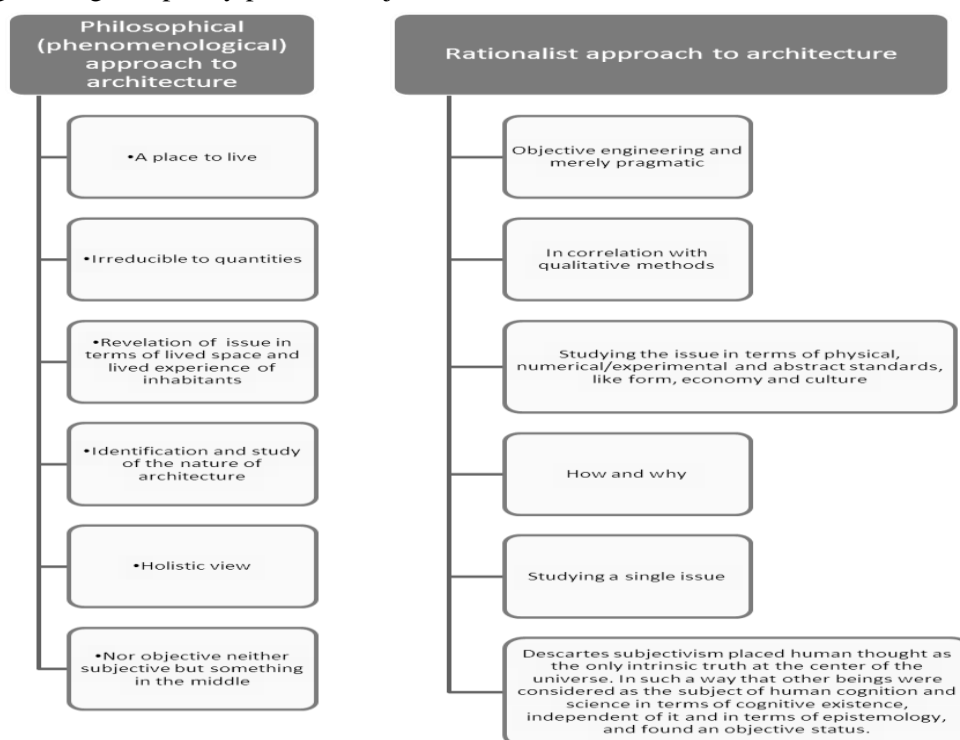 Philosophical
(phenomenological)
approach to
architecture
•A place to live
•Irreducible to quantities
•Revelation of issue in
terms of lived space and
lived experience of
inhabitants
•Identification and study
of the nature of
architecture
•Holistic view
•Nor objective neither
subjective but something
in the middle
Rationalist approach to architecture
Objective engineering and
merely pragmatic
In correlation with
qualitative methods
Studying the issue in terms of physical,
numerical/experimental and abstract standards,
like form, economy and culture
How and why
Studying a single issue
Descartes subjectivism placed human thought as
the only intrinsic truth at the center of the
universe. In such a way that other beings were
considered as the subject of human cognition and
science in terms of cognitive existence,
independent of it and in terms of epistemology,
and found an objective status.